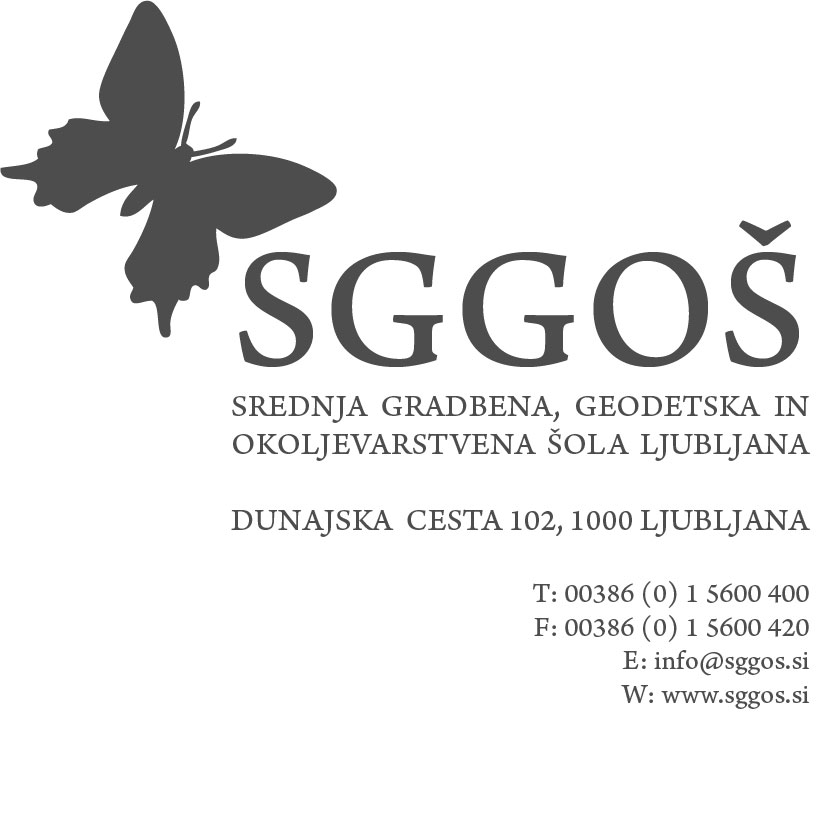 SGGOŠ
SREDNJA GRADBENA, GEODETSKA IN
OKOLJEVARSTVENA ŠOLA LJUBLJANA
DUNAJSKA CESTA 102, 1000 LJUBLJANA
T: 00386 (0) 1 5600 400
F: 00386 (0) 1 5600 420
E: info@sggos.si
W: www.sggos.si